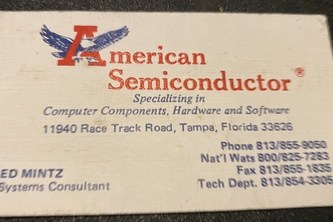 American
Semiconductor ®
Specializing in
Computer Components, Hardware and Software
11940 Race Track Road, Tampa, Florida 33626
Phone 813/855-9050
Nat'l Wats 800/825-7283
Fax 813/855-1635
Tech Dept. 813/854-3305
ED MINTZ
Systems Consultant